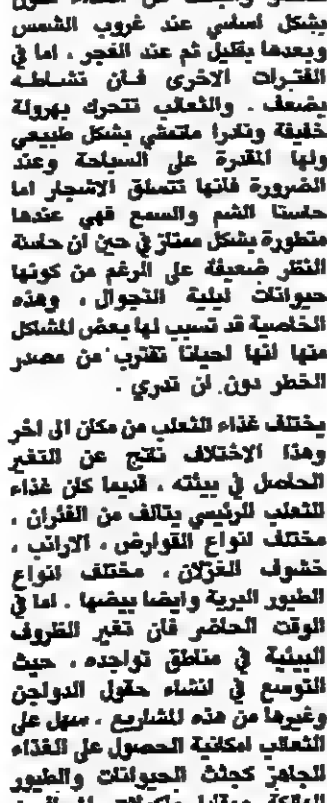 بشكل اساسي عند غروب الشمس
وبعدها بقليل ثم عند الفجر . اما في
الفترات الاخرى فان نشاطه
يضعف . والثعالب تتحرك بهرولة
خفيفة ونادرا ماتمشي بشكل طبيعي
ولها المقدرة على السباحة وعند
الضرورة فانها تتسلق الاشجار اما
حاستا الشم والسمع فهي عندها
متطورة بشكل ممتاز في حين ان حاسة
النظر ضعيفة على الرغم من كونها
حيوانات ليلية التجوال ، وهذه
الخاصية قد تسبب لها بعض المشاكل
منها انها احيانا تقترب من مصدر
الخطر دون ان تدري .
يختلف غذاء الثعلب من مكان الى اخر
وهذا الاختلاف ناتج عن التغير
الحاصل في بيئته ، قديما كان غذاء
الثعلب الرئيسي يتألف من الفئران ،
مختلف انواع القوارض ، الارانب ،
خشوف الغزلان ، مختلف انواع
الطيور البرية وايضا بيضها . اما في
الوقت الحاضر فان تغير الظروف
البيئية في مناطق تواجده ، حيث
التوسع في انشاء حقول الدواجن
وغيرها من هذه المشاريع ، سهل على
الثعالب امكانية الحصول على الغذاء
الجاهز كجثث الحيوانات والطيور